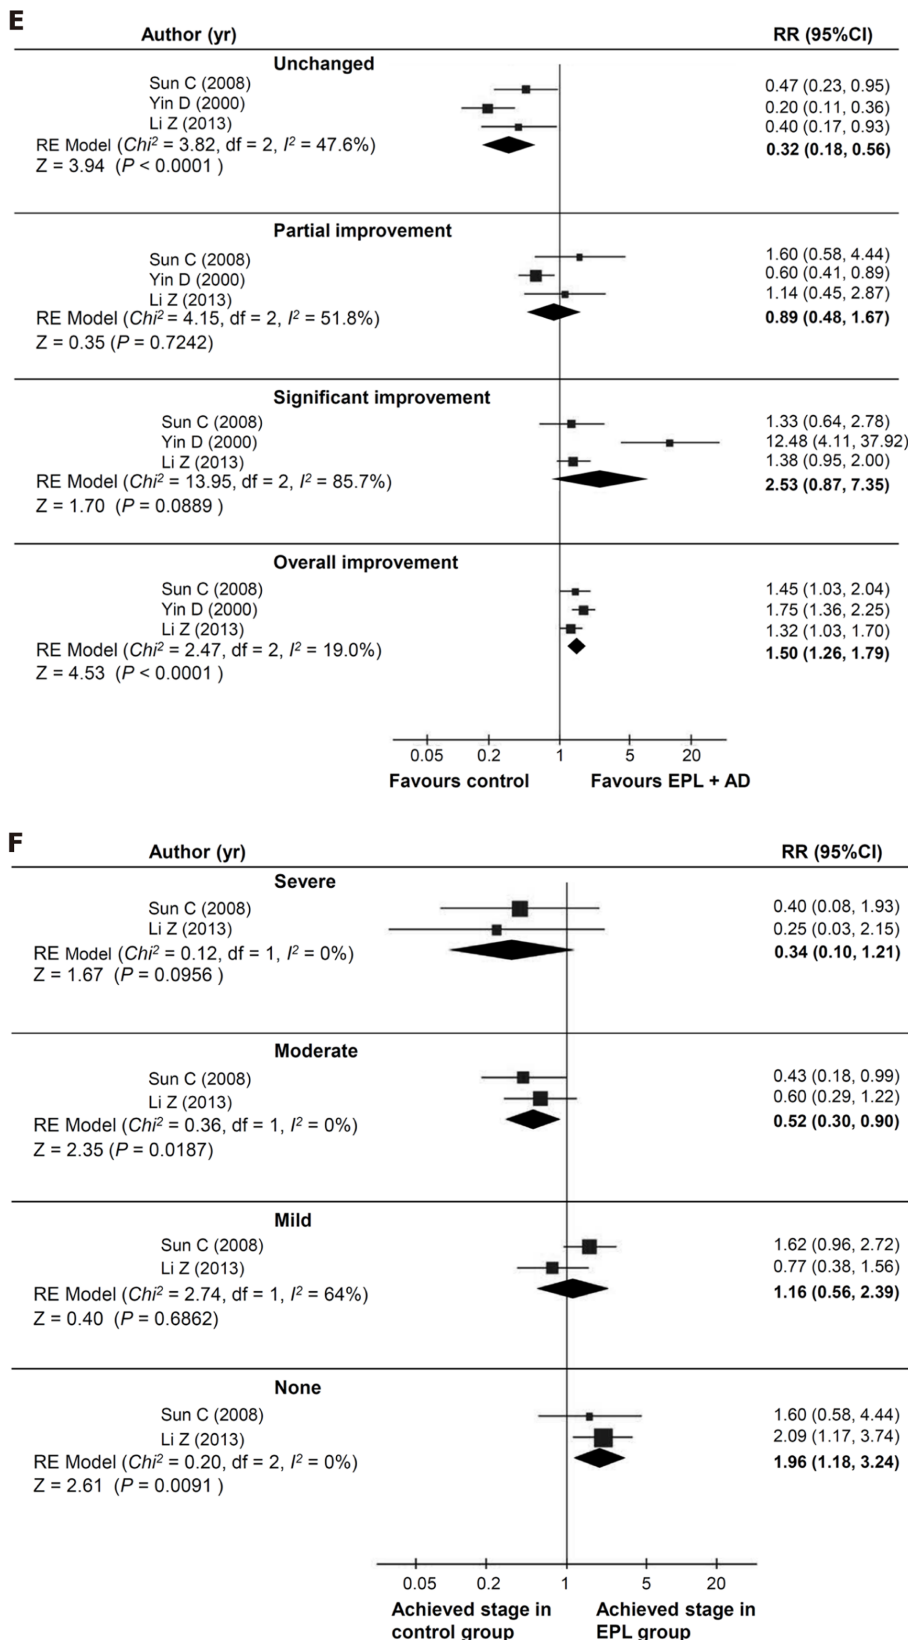 E
Author (yr) RR (95%CI)
Unchanged
Sun C (2008) 0.47 (0.23, 0.95)
Yin D (2000) 0.20 (0.11, 0.36)
Li Z (2013) 0.40 (0.17, 0.93)
RE Model (Chi² = 3.82, df = 2, I² = 47.6%) 0.32 (0.18, 0.56)
Z = 3.94 (P < 0.0001 )
Partial improvement
Sun C (2008) 1.60 (0.58, 4.44)
Yin D (2000) 0.60 (0.41, 0.89)
Li Z (2013) 1.14 (0.45, 2.87)
RE Model (Chi² = 4.15, df = 2, I² = 51.8%) 0.89 (0.48, 1.67)
Z = 0.35 (P = 0.7242)
Significant improvement
Sun C (2008) 1.33 (0.64, 2.78)
Yin D (2000) 12.48 (4.11, 37.92)
Li Z (2013) 1.38 (0.95, 2.00)
RE Model (Chi² = 13.95, df = 2, I² = 85.7%) 2.53 (0.87, 7.35)
Z = 1.70 (P = 0.0889 )
Overall improvement
Sun C (2008) 1.45 (1.03, 2.04)
Yin D (2000) 1.75 (1.36, 2.25)
Li Z (2013) 1.32 (1.03, 1.70)
RE Model (Chi² = 2.47, df = 2, I² = 19.0%) 1.50 (1.26, 1.79)
Z = 4.53 (P < 0.0001 )
0.05 0.2 1 5 20
Favours control Favours EPL + AD
F
Author (yr) RR (95%CI)
Severe
Sun C (2008) 0.40 (0.08, 1.93)
Li Z (2013) 0.25 (0.03, 2.15)
RE Model (Chi² = 0.12, df = 1, I² = 0%) 0.34 (0.10, 1.21)
Z = 1.67 (P = 0.0956 )
Moderate
Sun C (2008) 0.43 (0.18, 0.99)
Li Z (2013) 0.60 (0.29, 1.22)
RE Model (Chi² = 0.36, df = 1, I² = 0%) 0.52 (0.30, 0.90)
Z = 2.35 (P = 0.0187)
Mild
Sun C (2008) 1.62 (0.96, 2.72)
Li Z (2013) 0.77 (0.38, 1.56)
RE Model (Chi² = 2.74, df = 1, I² = 64%) 1.16 (0.56, 2.39)
Z = 0.40 (P = 0.6862)
None
Sun C (2008) 1.60 (0.58, 4.44)
Li Z (2013) 2.09 (1.17, 3.74)
RE Model (Chi² = 0.20, df = 2, I² = 0%) 1.96 (1.18, 3.24)
Z = 2.61 (P = 0.0091 )
0.05 0.2 1 5 20
Achieved stage in Achieved stage in
control group EPL group